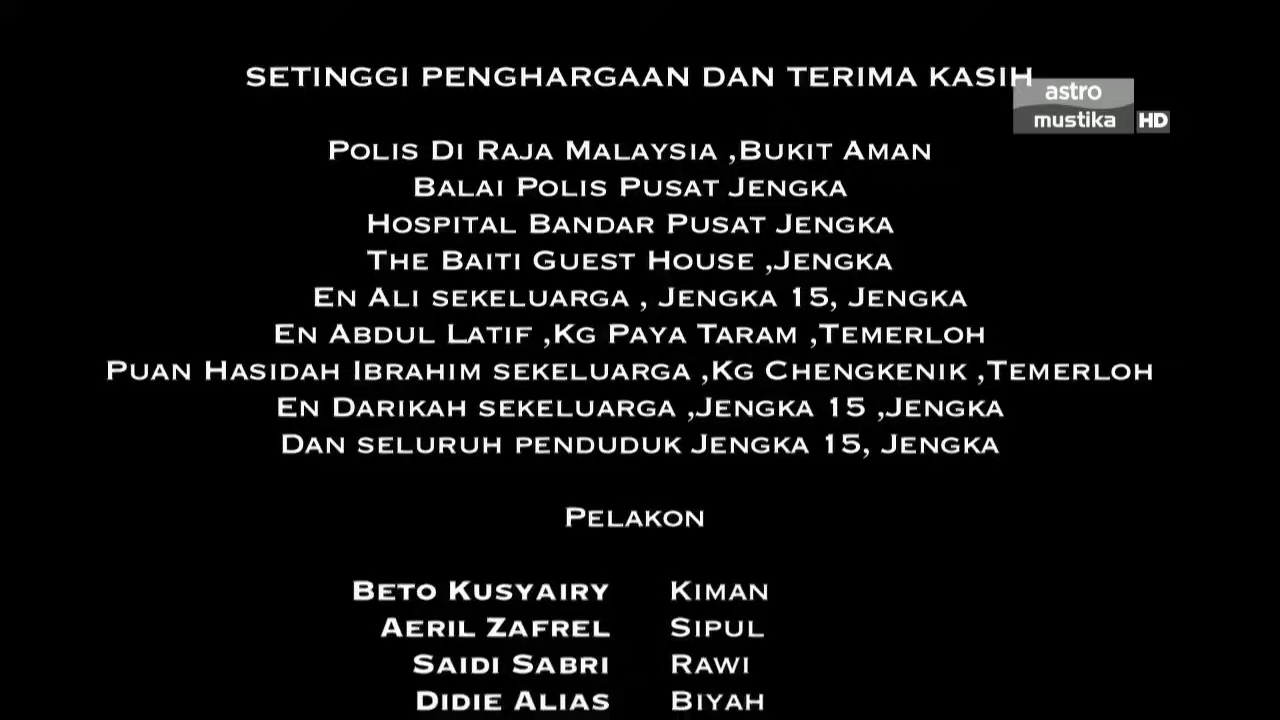 SETINGGI PENGHARGAAN DAN TERIMA KASIH
astro
mustika HD
POLIS DI RAJA MALAYSIA ,BUKIT AMAN
BALAI POLIS PUSAT JENGKA
HOSPITAL BANDAR PUSAT JENGKA
THE BAITI GUEST HOUSE ,JENGKA
EN ALI SEKELUARGA , JENGKA 15, JENGKA
EN ABDUL LATIF ,KG PAYA TARAM ,TEMERLOH
PUAN HASIDAH IBRAHIM SEKELUARGA ,KG CHENGKENIK ,TEMERLOH
EN DARIKAH SEKELUARGA ,JENGKA 15 ,JENGKA
DAN SELURUH PENDUDUK JENGKA 15, JENGKA
PELAKON
BETO KUSYAIRY KIMAN
AERIL ZAFREL SIPUL
SAIDI SABRI RAWI
DIDIE ALIAS BIYAH